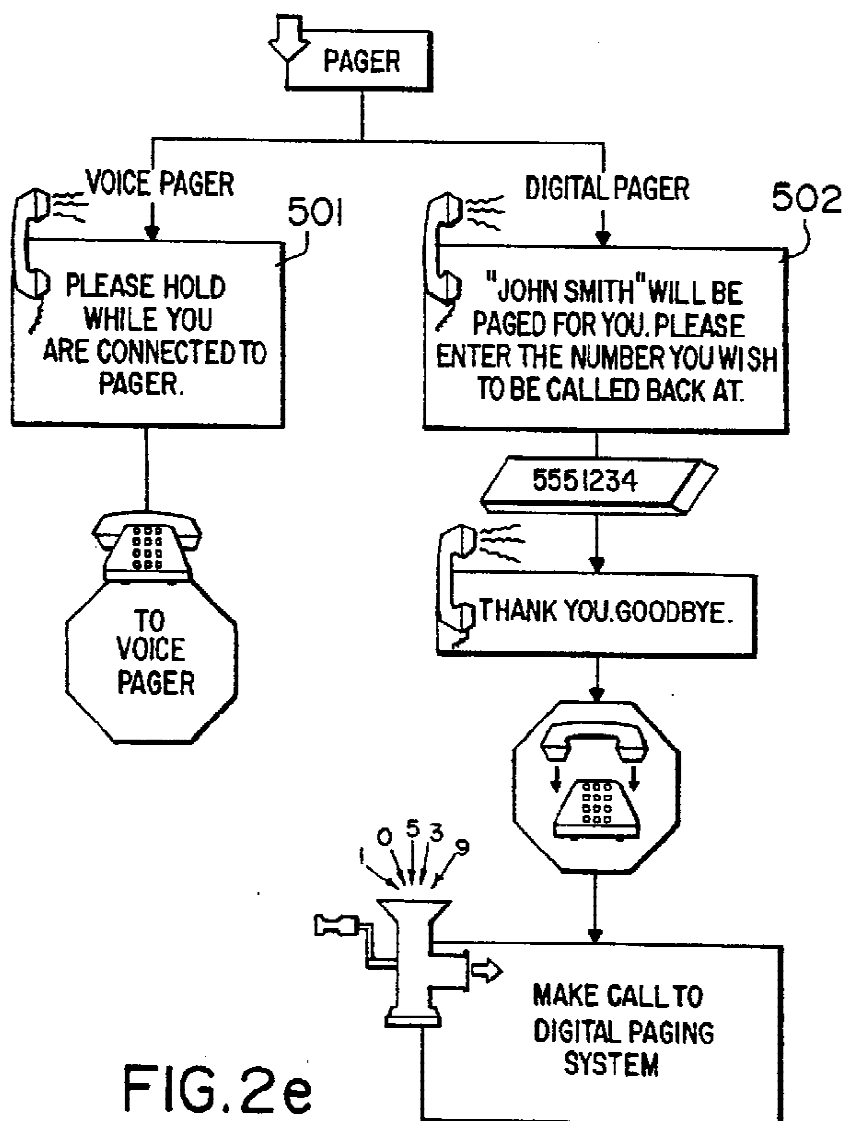 PAGER
VOICE PAGER
501
PLEASE HOLD
WHILE YOU
ARE CONNECTED TO
PAGER.
TO
VOICE
PAGER
DIGITAL PAGER
502
"JOHN SMITH" WILL BE
PAGED FOR YOU. PLEASE
ENTER THE NUMBER YOU WISH
TO BE CALLED BACK AT.
5551234
THANK YOU. GOODBYE.
1 0 5 3 9
MAKE CALL TO
DIGITAL PAGING
SYSTEM
FIG. 2e